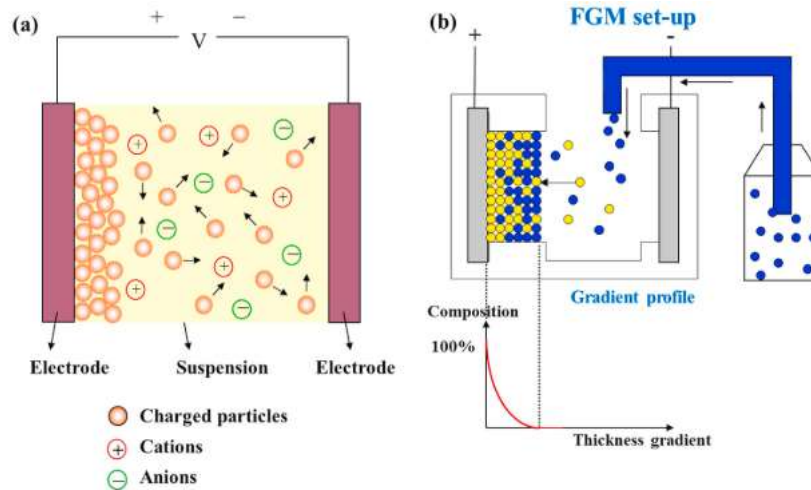 (a)
+ −
V
+
+
−
−
+
−
+
−
+
−
Electrode
Suspension
Electrode
Charged particles
+ Cations
− Anions
(b)
FGM set-up
+
-
Gradient profile
Composition
100%
Thickness gradient